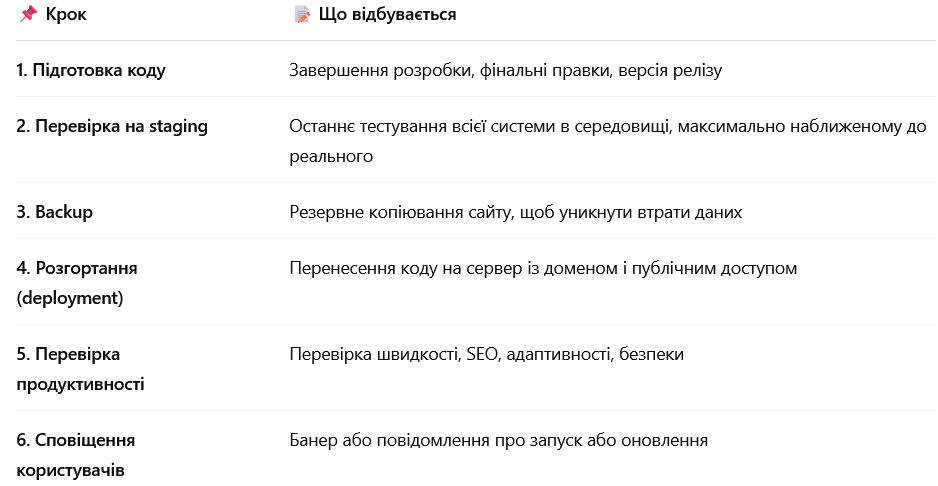 📌 Крок 📝 Що відбувається
1. Підготовка коду Завершення розробки, фінальні правки, версія релізу
2. Перевірка на staging Останнє тестування всієї системи в середовищі, максимально наближеному до
реального
3. Backup Резервне копіювання сайту, щоб уникнути втрати даних
4. Розгортання Перенесення коду на сервер із доменом і публічним доступом
(deployment)
5. Перевірка Перевірка швидкості, SEO, адаптивності, безпеки
продуктивності
6. Сповіщення Банер або повідомлення про запуск або оновлення
користувачів